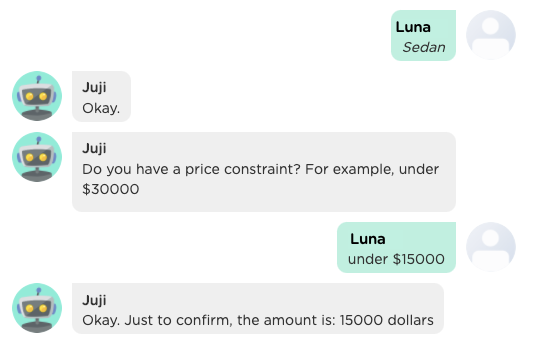 Luna
Sedan
Juji
Okay.
Juji
Do you have a price constraint? For example, under
$30000
Luna
under $15000
Juji
Okay. Just to confirm, the amount is: 15000 dollars